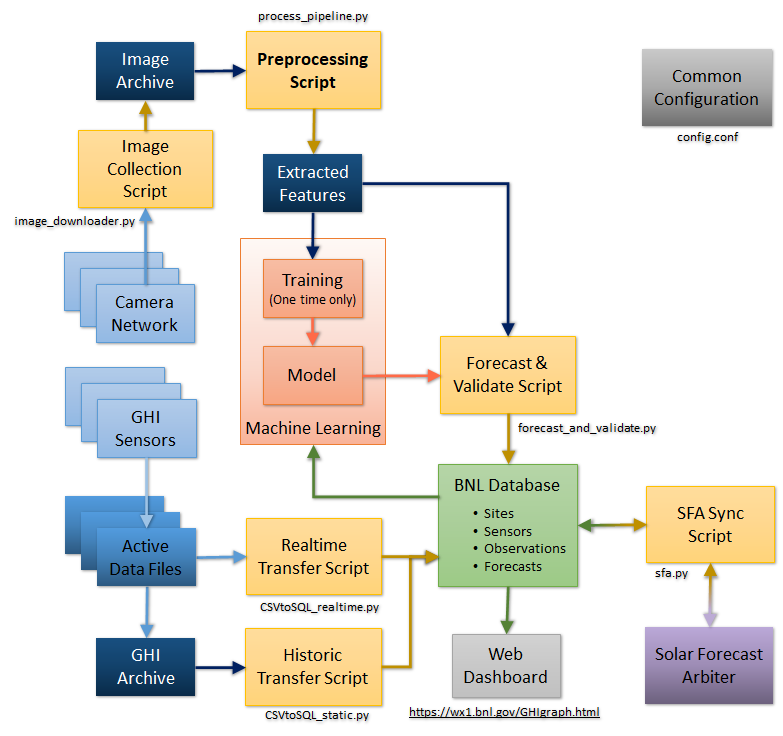 process_pipeline.py
Image
Archive
Preprocessing
Script
Common
Configuration
config.conf
Image
Collection
Script
image_downloader.py
Extracted
Features
Camera
Network
Training
(One time only)
Model
Machine Learning
Forecast &
Validate Script
forecast_and_validate.py
GHI
Sensors
BNL Database
• Sites
• Sensors
• Observations
• Forecasts
SFA Sync
Script
sfa.py
Active
Data Files
Realtime
Transfer Script
CSVtoSQL_realtime.py
GHI
Archive
Historic
Transfer Script
CSVtoSQL_static.py
Web
Dashboard
https://wx1.bnl.gov/GHIgraph.html
Solar Forecast
Arbiter